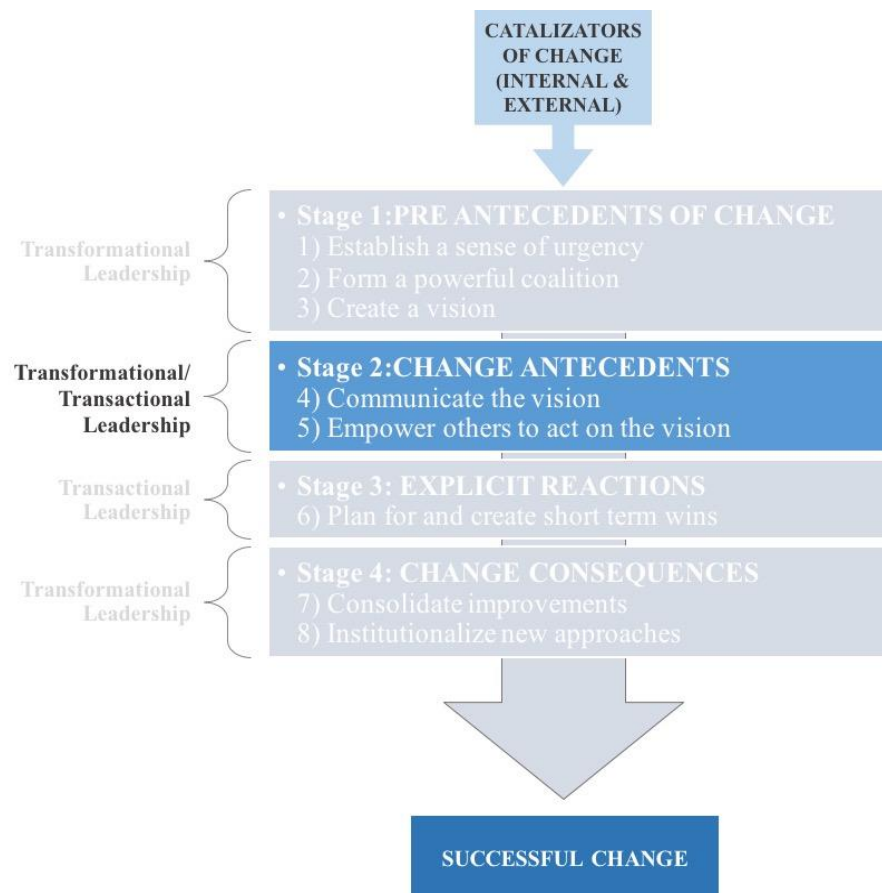 CATALIZATORS
OF CHANGE
(INTERNAL &
EXTERNAL)
Transformational
Leadership
• Stage 1:PRE ANTECEDENTS OF CHANGE
1) Establish a sense of urgency
2) Form a powerful coalition
3) Create a vision
Transformational/
Transactional
Leadership
• Stage 2:CHANGE ANTECEDENTS
4) Communicate the vision
5) Empower others to act on the vision
Transactional
Leadership
• Stage 3: EXPLICIT REACTIONS
6) Plan for and create short term wins
Transformational
Leadership
• Stage 4: CHANGE CONSEQUENCES
7) Consolidate improvements
8) Institutionalize new approaches
SUCCESSFUL CHANGE